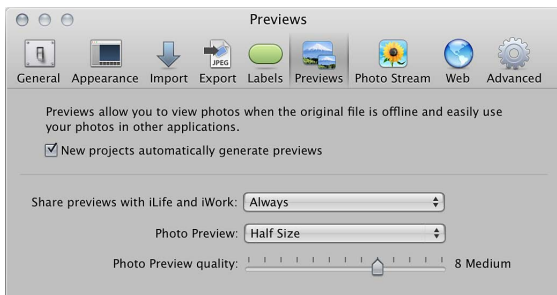 Previews
JPEG
General Appearance Import Export Labels Previews Photo Stream Web Advanced
Previews allow you to view photos when the original file is offline and easily use
your photos in other applications.
New projects automatically generate previews
Share previews with iLife and iWork: Always
Photo Preview: Half Size
Photo Preview quality: 8 Medium